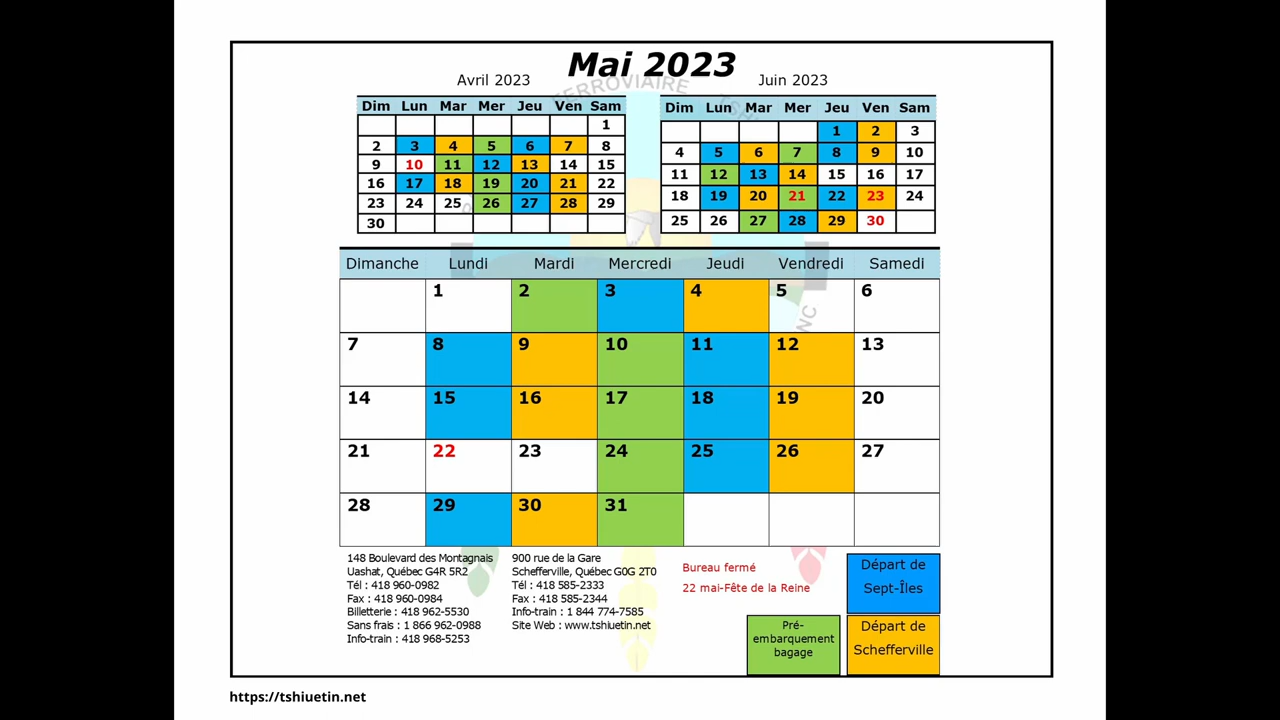 Mai 2023
Avril 2023
Juin 2023
Dim Lun Mar Mer Jeu Ven Sam
1
2 3 4 5 6 7 8
9 10 11 12 13 14 15
16 17 18 19 20 21 22
23 24 25 26 27 28 29
30
Dim Lun Mar Mer Jeu Ven Sam
1 2 3
4 5 6 7 8 9 10
11 12 13 14 15 16 17
18 19 20 21 22 23 24
25 26 27 28 29 30
FERROVIAIRE
Dimanche Lundi Mardi Mercredi Jeudi Vendredi Samedi
1 2 3 4 5 6
7 8 9 10 11 12 13
14 15 16 17 18 19 20
21 22 23 24 25 26 27
28 29 30 31
148 Boulevard des Montagnais
Uashat, Québec G4R 5R2
Tél : 418 960-0982
Fax : 418 960-0984
Billetterie : 418 962-5530
Sans frais : 1 866 962-0988
Info-train : 418 968-5253
900 rue de la Gare
Schefferville, Québec G0G 2T0
Tél : 418 585-2333
Fax : 418 585-2344
Info-train : 1 844 774-7585
Site Web : www.tshiuetin.net
Bureau fermé
22 mai-Fête de la Reine
Départ de
Sept-Îles
Pré-
embarquement
bagage
Départ de
Schefferville
https://tshiuetin.net